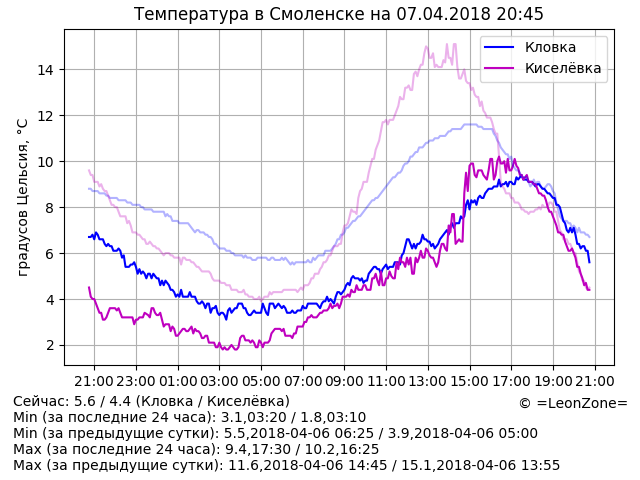 Температура в Смоленске на 07.04.2018 20:45
градусов Цельсия, °C
14
12
10
8
6
4
2
Кловка
Киселёвка
21:00 23:00 01:00 03:00 05:00 07:00 09:00 11:00 13:00 15:00 17:00 19:00 21:00
Сейчас: 5.6 / 4.4 (Кловка / Киселёвка)
© =LeonZone=
Min (за последние 24 часа): 3.1,03:20 / 1.8,03:10
Min (за предыдущие сутки): 5.5,2018-04-06 06:25 / 3.9,2018-04-06 05:00
Max (за последние 24 часа): 9.4,17:30 / 10.2,16:25
Max (за предыдущие сутки): 11.6,2018-04-06 14:45 / 15.1,2018-04-06 13:55